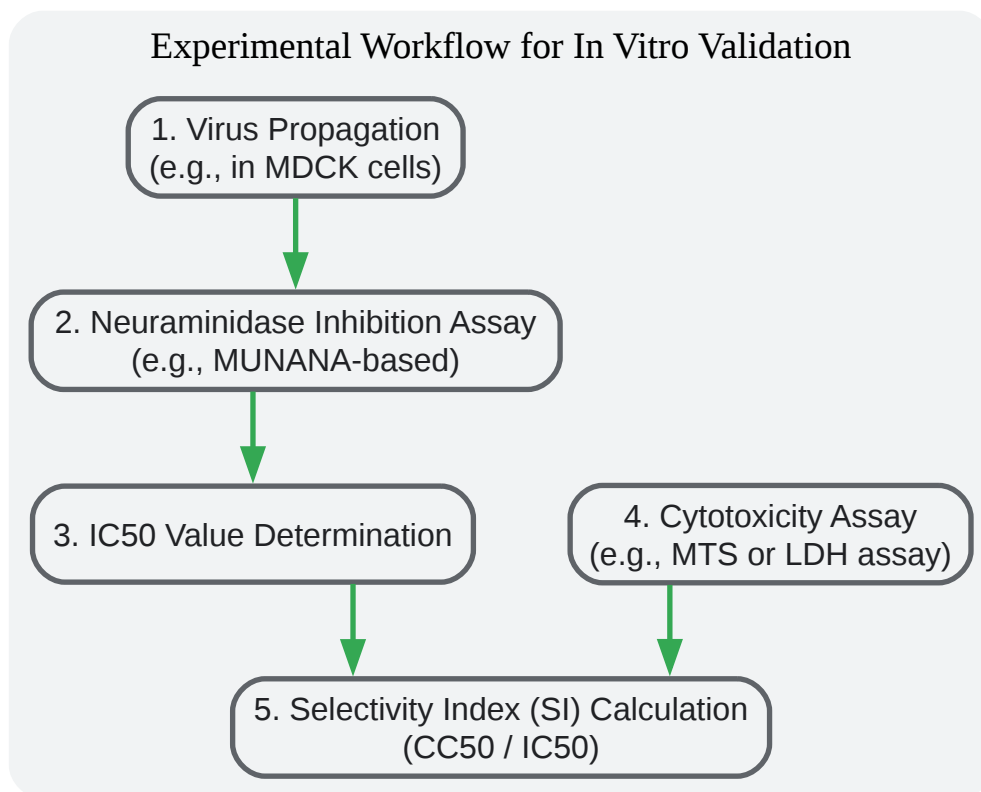 Experimental Workflow for In Vitro Validation
1. Virus Propagation
(e.g., in MDCK cells)
2. Neuraminidase Inhibition Assay
(e.g., MUNANA-based)
3. IC50 Value Determination
4. Cytotoxicity Assay
(e.g., MTS or LDH assay)
5. Selectivity Index (SI) Calculation
(CC50 / IC50)